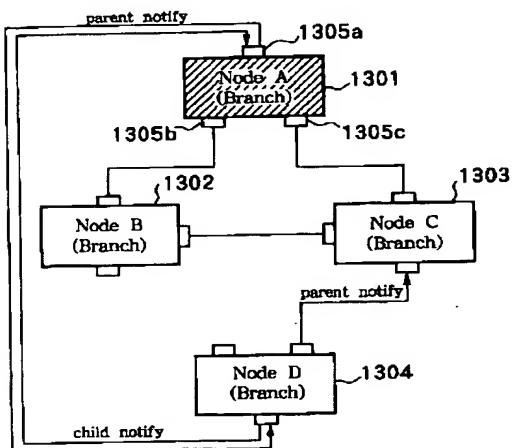 parent notify
1305a
Node A
(Branch)
1301
1305b
1305c
1302
1303
Node B
(Branch)
Node C
(Branch)
parent notify
Node D
(Branch)
1304
child notify